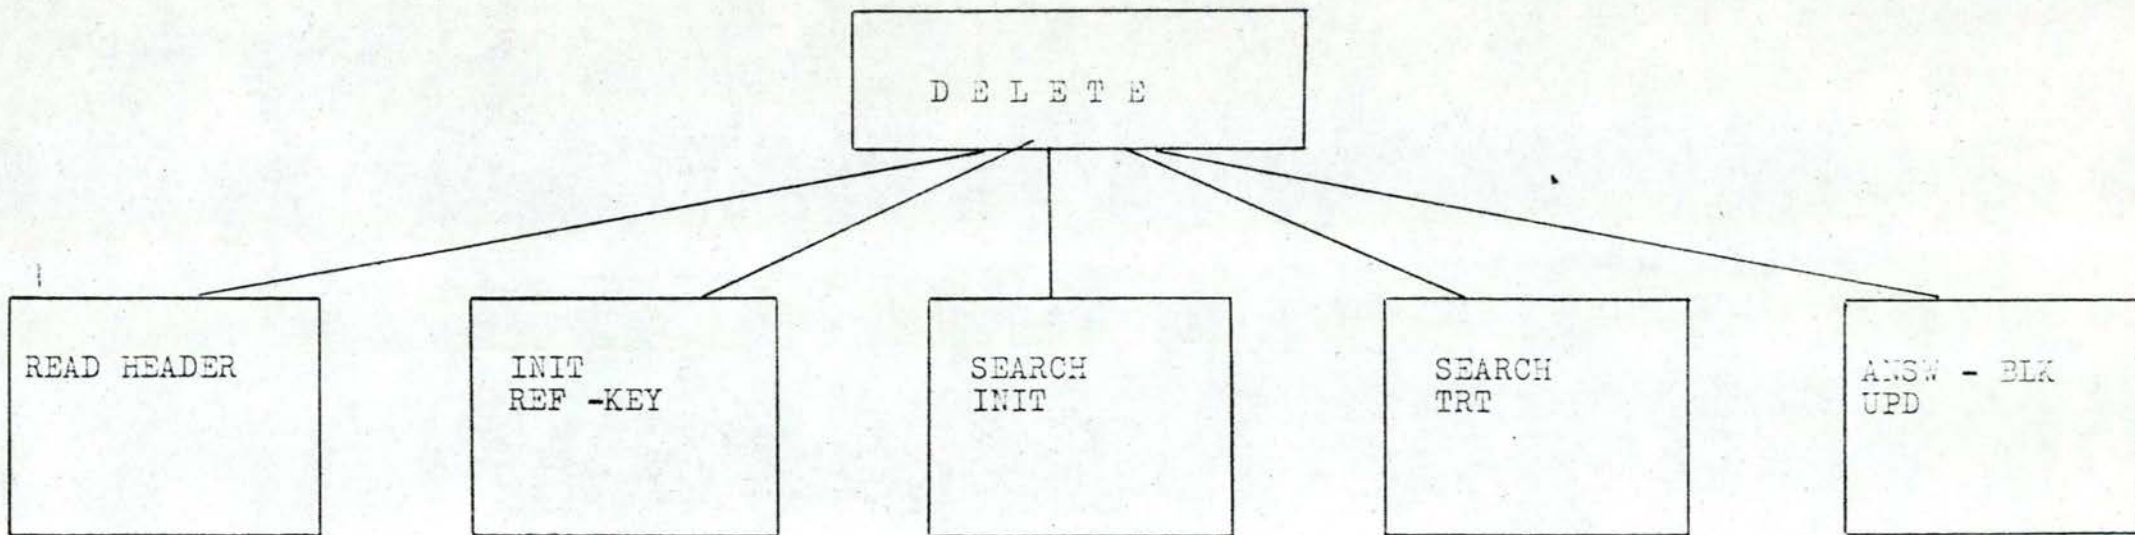 D E L E T E
READ HEADER
INIT
REF -KEY
SEARCH
INIT
SEARCH
TRT
ANSW - BLK
UPD